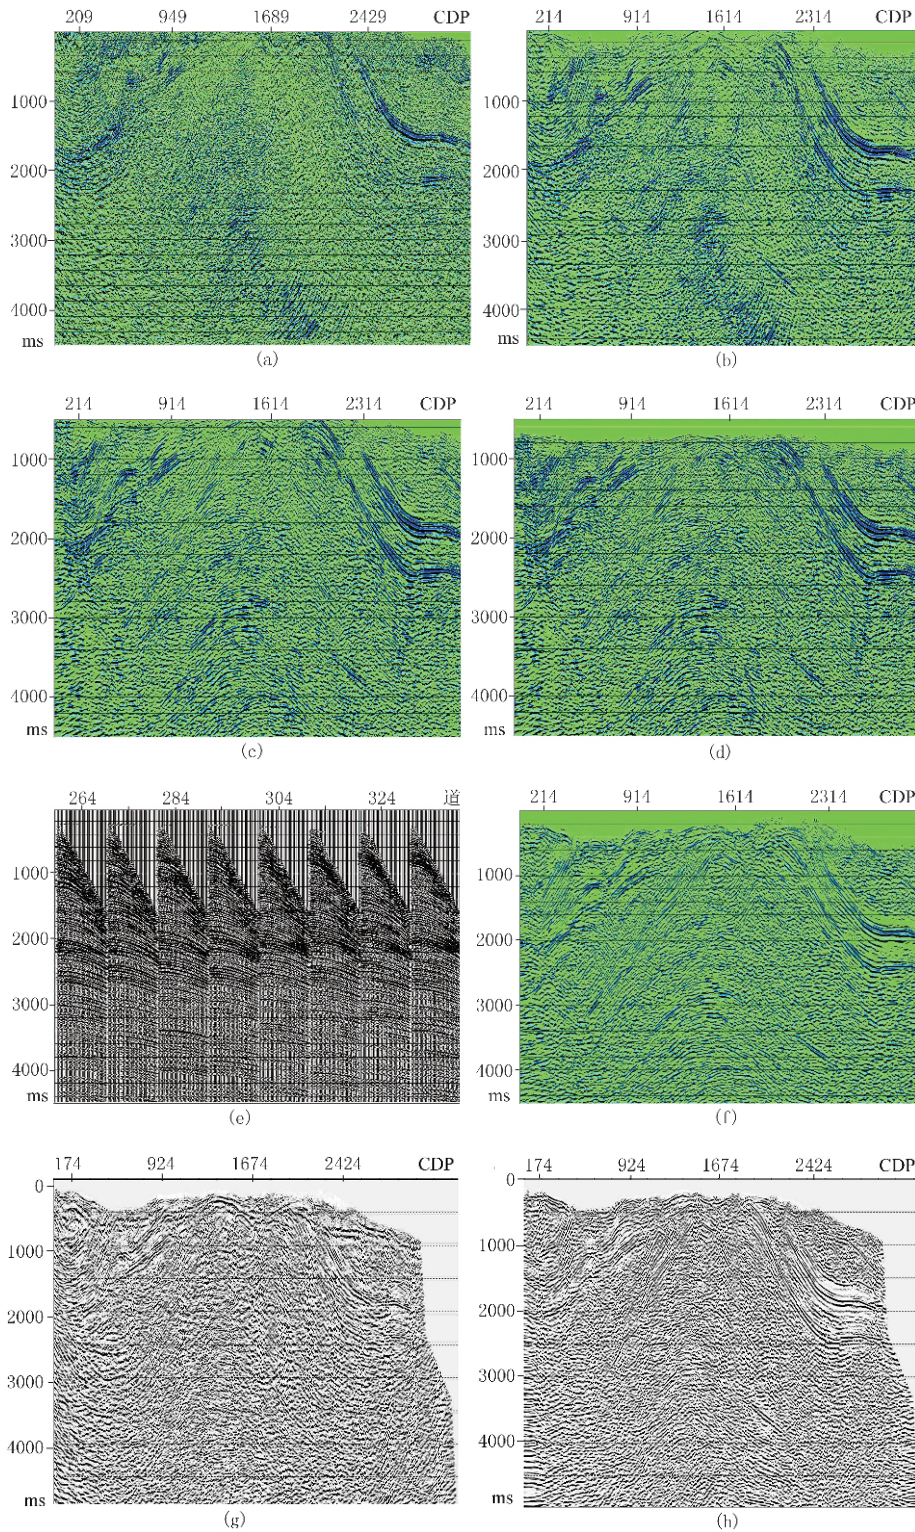 209 949 1689 2429 CDP
1000
2000
3000
ms
4000
(a)
214 914 1614 2314 CDP
1000
2000
3000
4000
ms
(b)
214 914 1614 2314 CDP
1000
2000
3000
4000
ms
(c)
214 914 1614 2314 CDP
1000
2000
3000
4000
ms
(d)
264 284 304 324 道
1000
2000
3000
4000
ms
(e)
214 914 1614 2314 CDP
1000
2000
3000
4000
ms
(f)
174 924 1674 2424 CDP
0
1000
2000
3000
4000
ms
(g)
174 924 1674 2424 CDP
0
1000
2000
3000
4000
ms
(h)